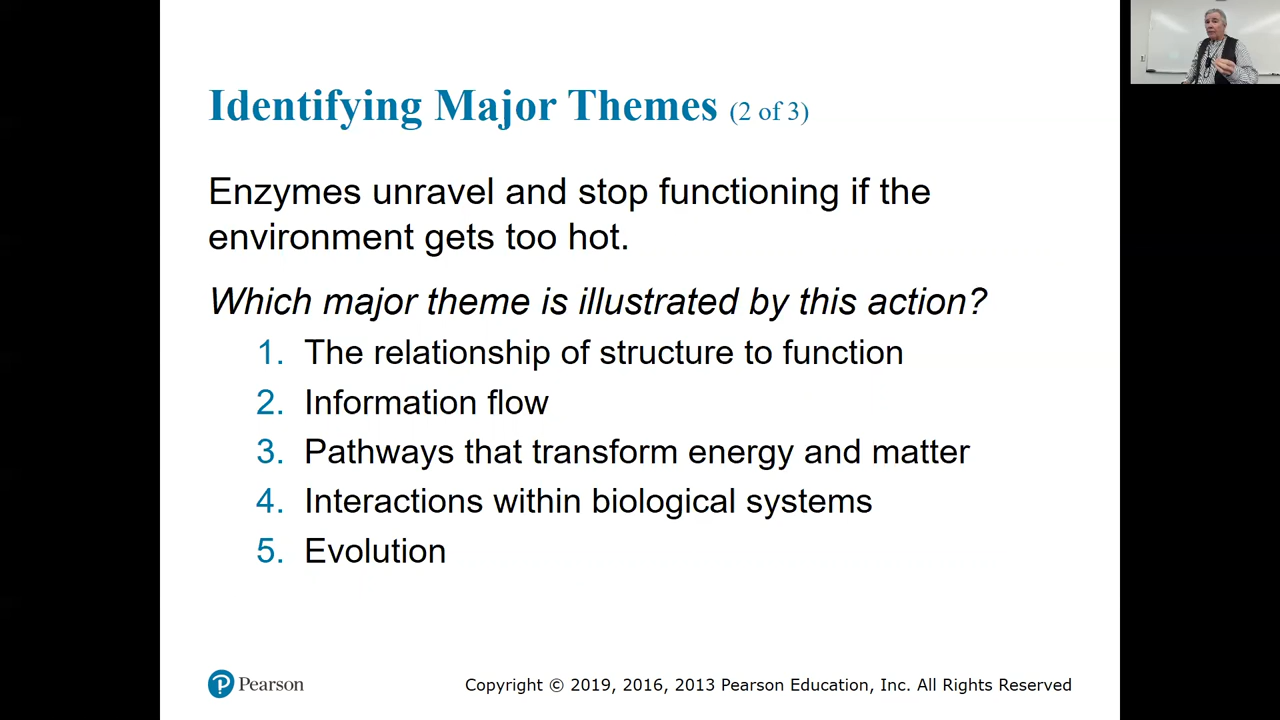 Identifying Major Themes (2 of 3)
Enzymes unravel and stop functioning if the
environment gets too hot.
Which major theme is illustrated by this action?
1. The relationship of structure to function
2. Information flow
3. Pathways that transform energy and matter
4. Interactions within biological systems
5. Evolution
Pearson
Copyright © 2019, 2016, 2013 Pearson Education, Inc. All Rights Reserved